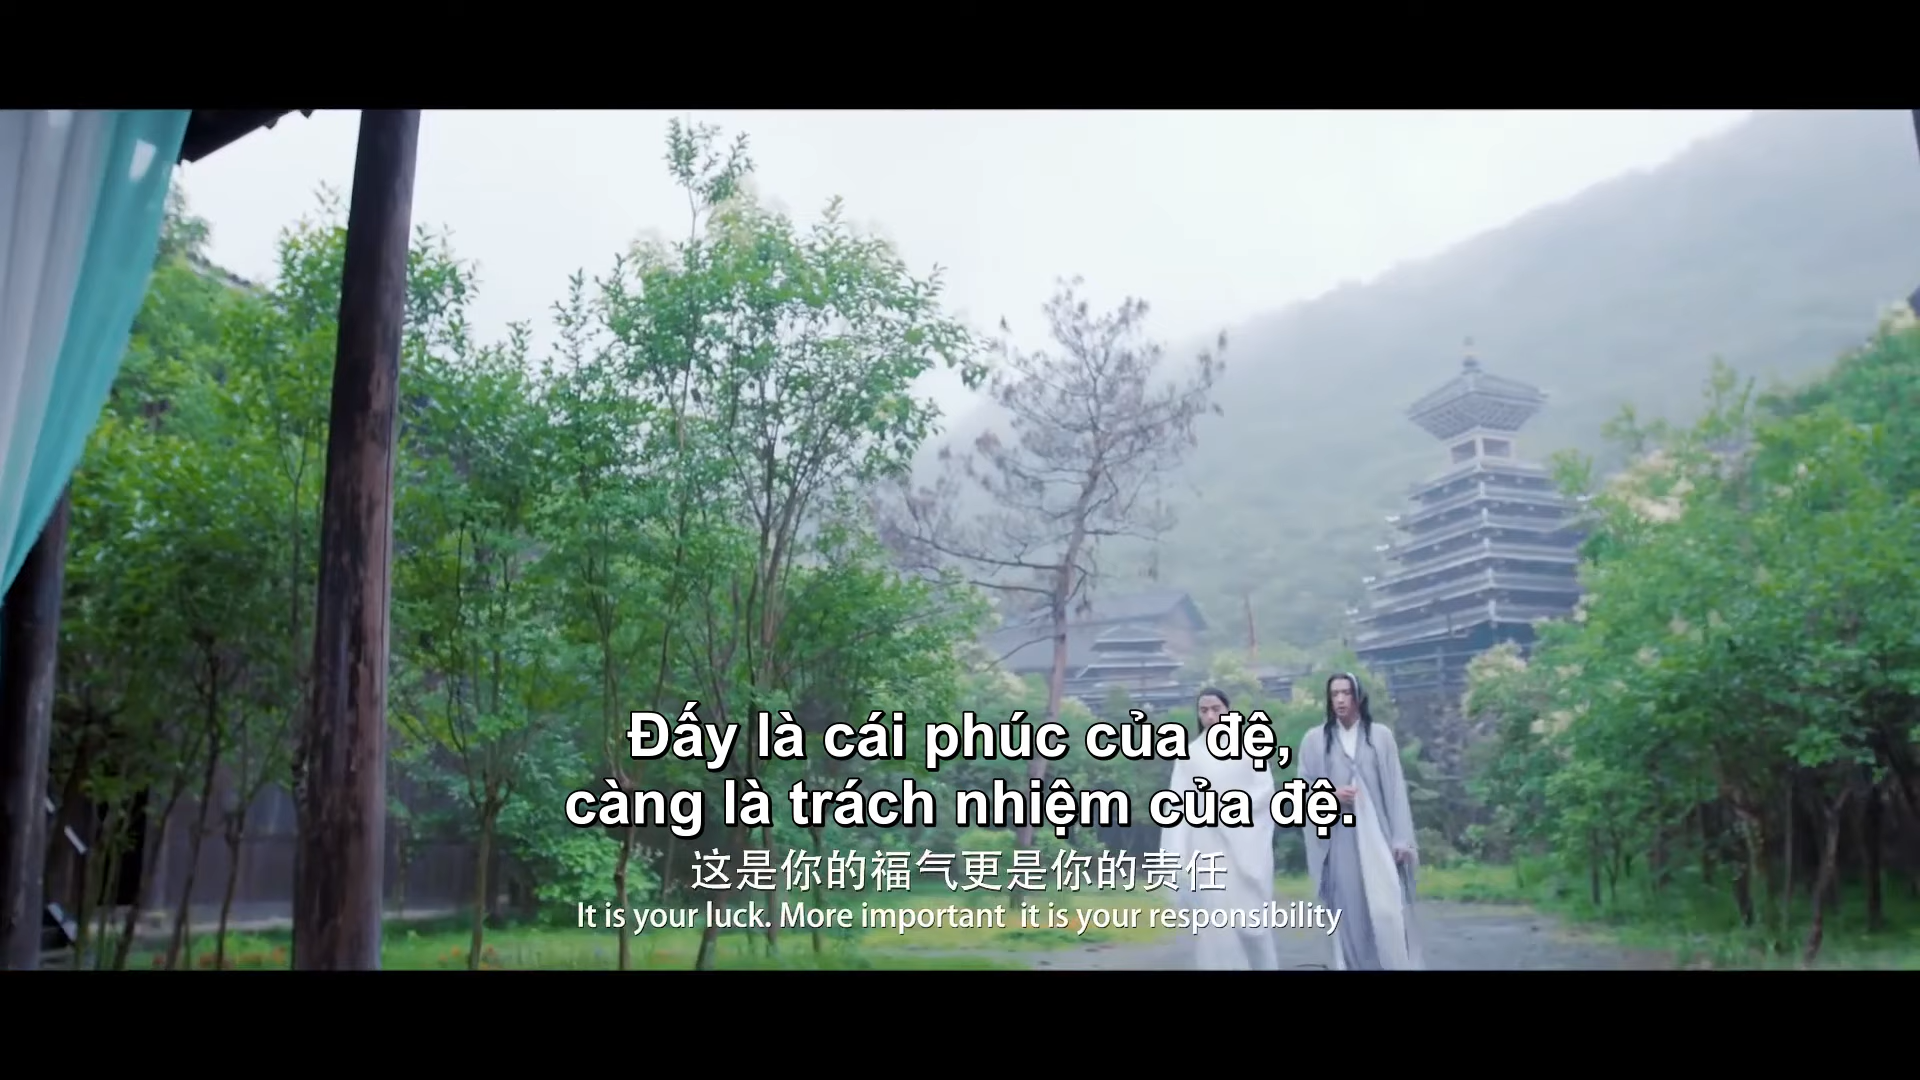 Đấy là cái phúc của đệ,
càng là trách nhiệm của đệ.
这是你的福气更是你的责任
It is your luck. More important it is your responsibility